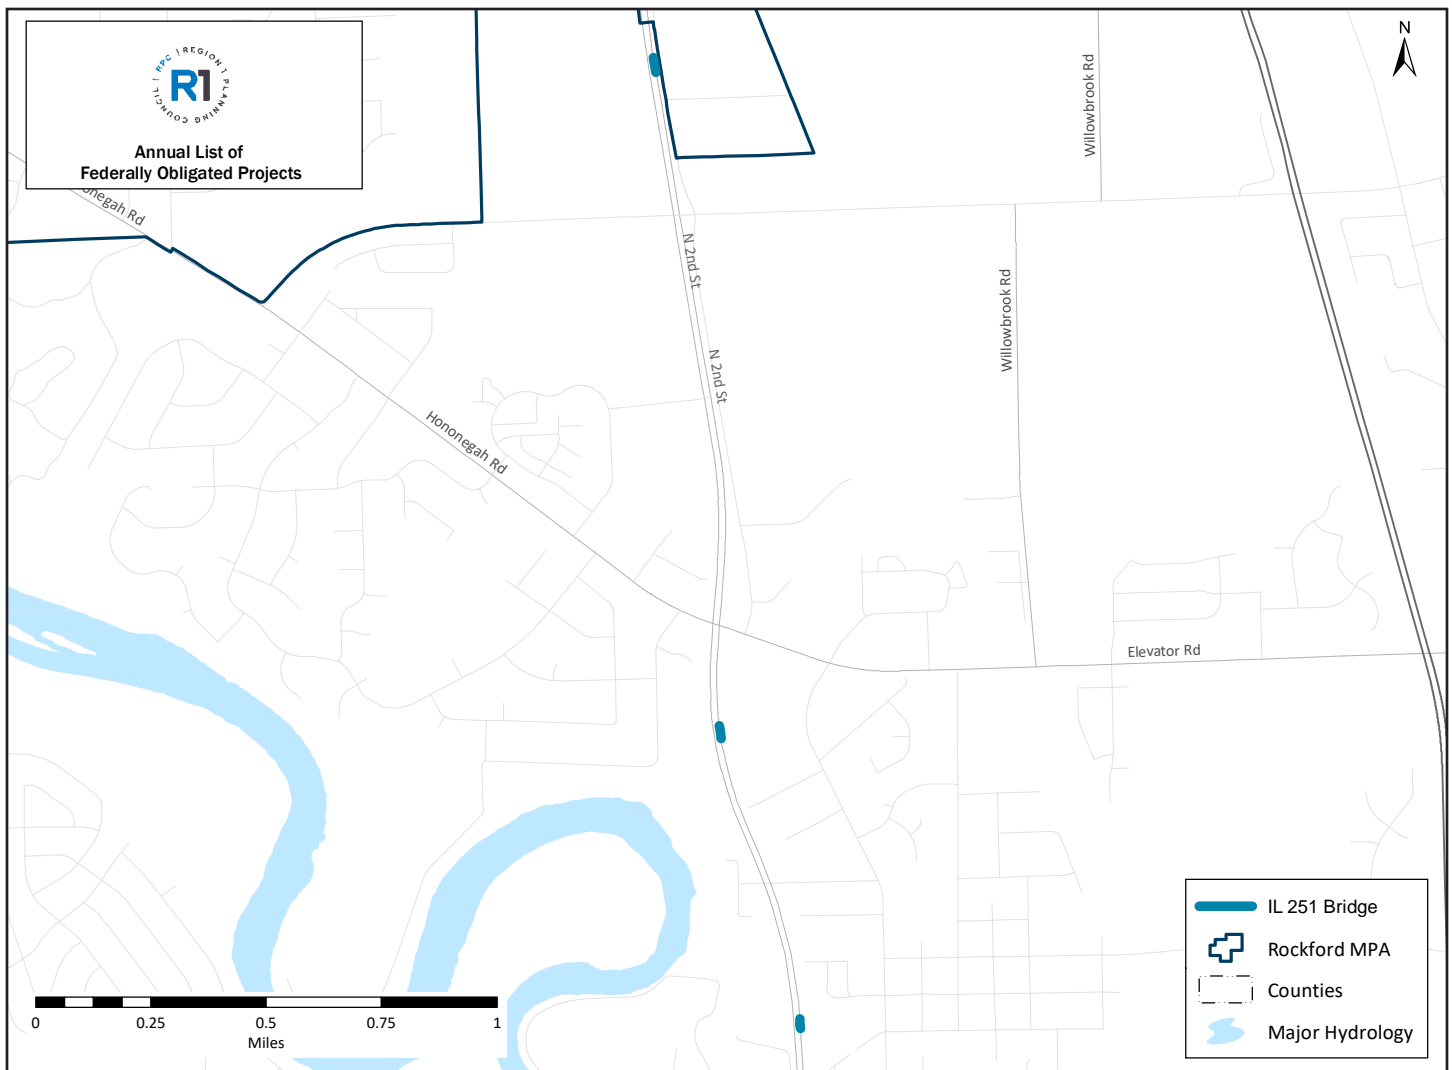 RPC | REGION 1 PLANNING COUNCIL |
R1
Annual List of
Federally Obligated Projects
N
Willowbrook Rd
onegah Rd
N 2nd St
Willowbrook Rd
N 2nd St
Hononegah Rd
Elevator Rd
IL 251 Bridge
Rockford MPA
Counties
Major Hydrology
0 0.25 0.5 0.75 1
Miles